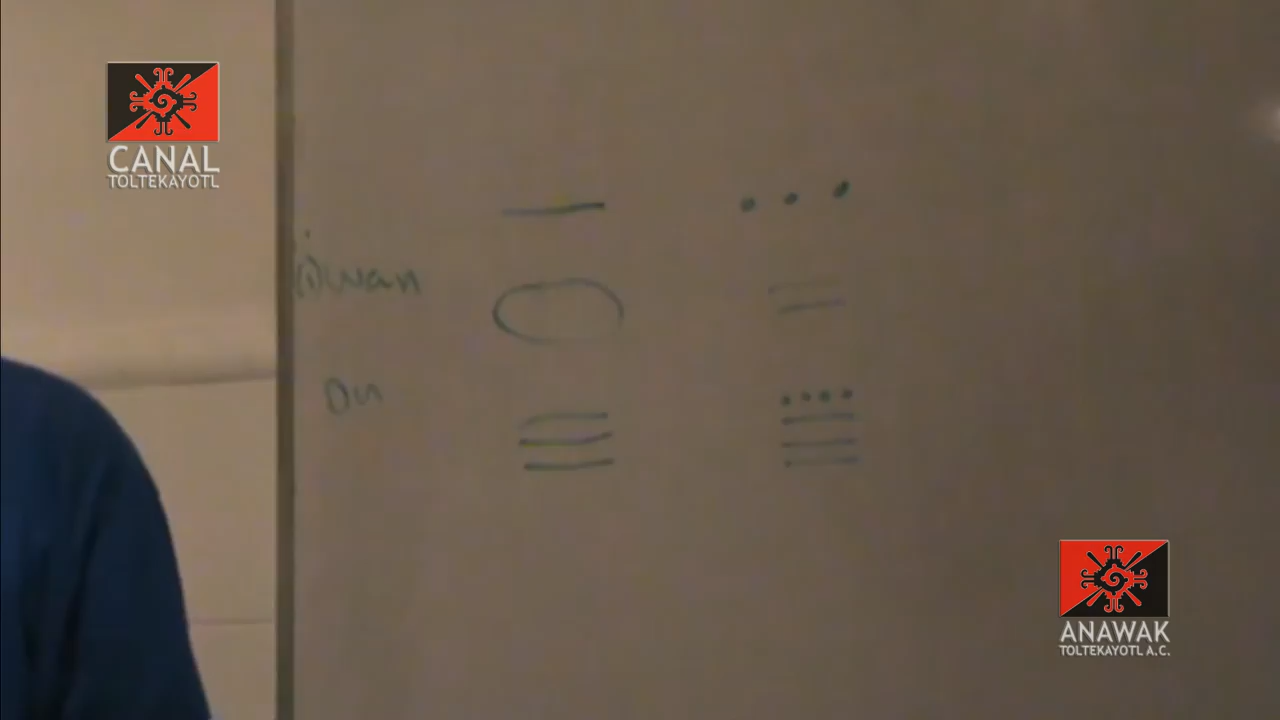 CANAL
TOLTEKAYOTL
(i)wan
on
ANAWAK
TOLTEKAYOTL A.C.